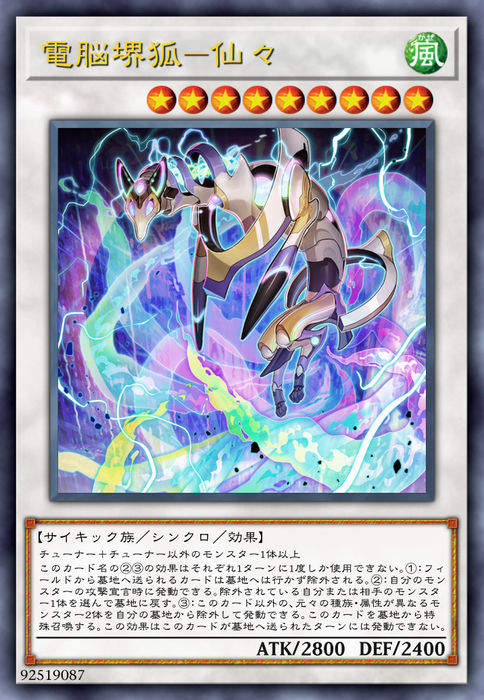 電脳堺狐－仙々
かぜ
風
【サイキック族／シンクロ／効果】
チューナー＋チューナー以外のモンスター1体以上
このカード名の②③の効果はそれぞれ1ターンに1度しか使用できない。①：フィ
ールドから墓地へ送られるカードは墓地へは行かず除外される。②：自分のモン
スターの攻撃宣言時に発動できる。除外されている自分または相手のモンスタ
ー1体を選んで墓地に戻す。③：このカード以外の、元々の種族・属性が異なるモ
ンスター2体を自分の墓地から除外して発動できる。このカードを墓地から特
殊召喚する。この効果はこのカードが墓地へ送られたターンには発動できない。
ATK/2800 DEF/2400
92519087